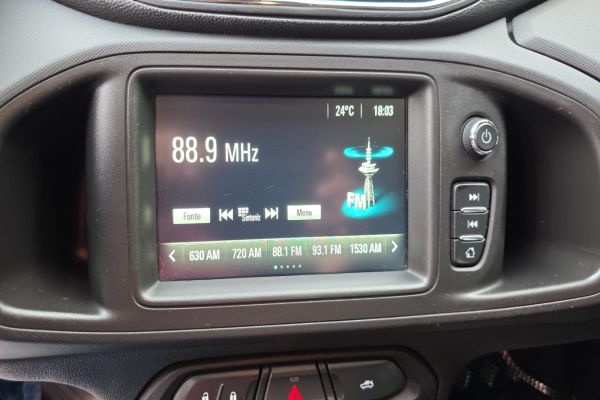 24°C 18:03
88.9 MHz
FM
Fonte Sintoniz Menu
630 AM 720 AM 88.1 FM 93.1 FM 1530 AM